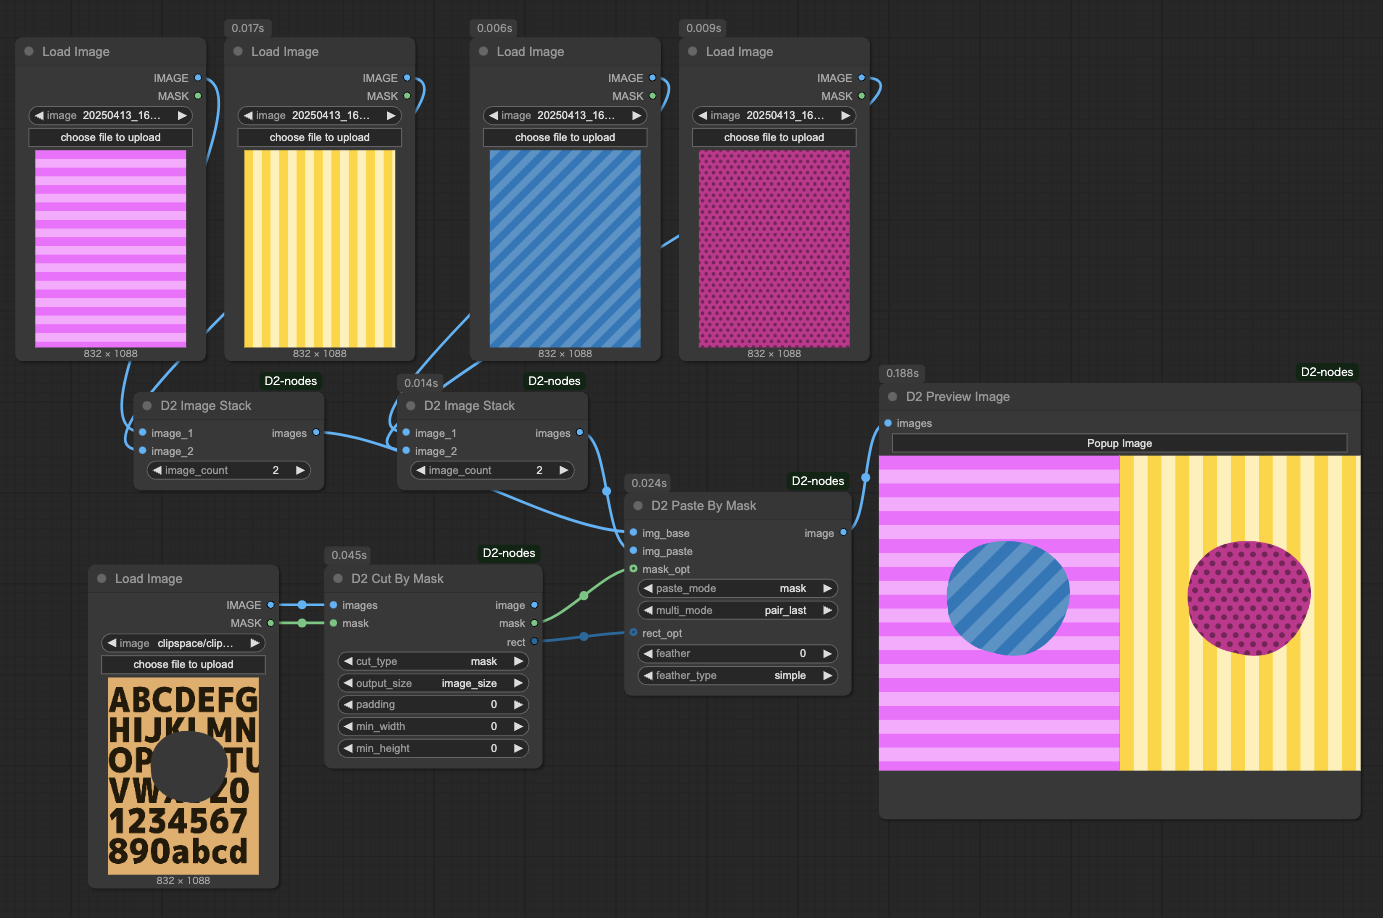 0.017s
0.006s
0.009s
Load Image
Load Image
Load Image
Load Image
IMAGE
IMAGE
IMAGE
IMAGE
MASK
MASK
MASK
MASK
image 20250413_16...
image 20250413_16...
image 20250413_16...
image 20250413_16...
choose file to upload
choose file to upload
choose file to upload
choose file to upload
832 × 1088
832 × 1088
832 × 1088
832 × 1088
D2-nodes
D2 Image Stack
image_1 images
image_2
image_count 2
0.014s D2-nodes
D2 Image Stack
image_1 images
image_2
image_count 2
0.188s D2-nodes
D2 Preview Image
images
Popup Image
0.024s D2-nodes
D2 Paste By Mask
img_base image
img_paste
mask_opt
paste_mode mask
multi_mode pair_last
rect_opt
feather 0
feather_type simple
0.045s D2-nodes
D2 Cut By Mask
images image
mask mask
rect
cut_type mask
output_size image_size
padding 0
min_width 0
min_height 0
Load Image
IMAGE
MASK
image clipspace/clip...
choose file to upload
ABCDEFG
HIJKLMN
OP TU
VW Z0
1234567
890abcd
832 × 1088